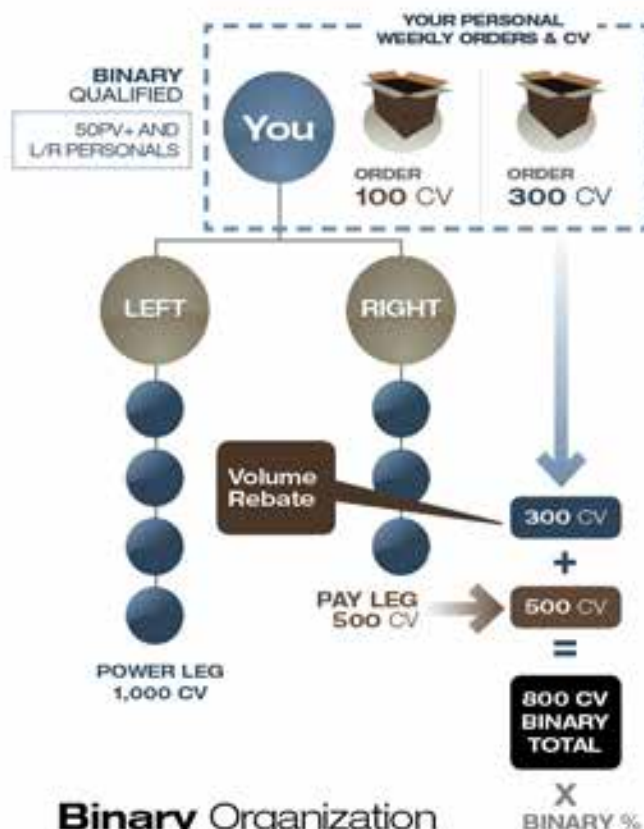 YOUR PERSONAL
WEEKLY ORDERS & CV
BINARY
QUALIFIED
50PV+ AND
L/R PERSONALS
You
ORDER
100 CV
ORDER
300 CV
LEFT
RIGHT
Volume
Rebate
300 CV
+
PAY LEG
500 CV
500 CV
=
POWER LEG
1,000 CV
800 CV
BINARY
TOTAL
X
BINARY %
Binary Organization